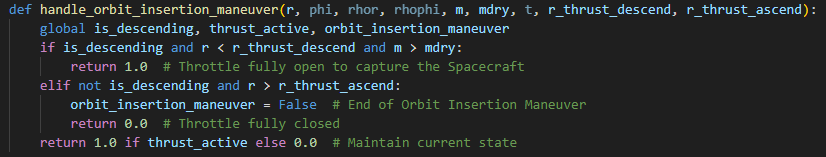 def handle_orbit_insertion_maneuver(r, phi, rhor, rhophi, m, mdry, t, r_thrust_descend, r_thrust_ascend):
    global is_descending, thrust_active, orbit_insertion_maneuver
    if is_descending and r < r_thrust_descend and m > mdry:
        return 1.0  # Throttle fully open to capture the Spacecraft
    elif not is_descending and r > r_thrust_ascend:
        orbit_insertion_maneuver = False  # End of Orbit Insertion Maneuver
        return 0.0  # Throttle fully closed
    return 1.0 if thrust_active else 0.0  # Maintain current state